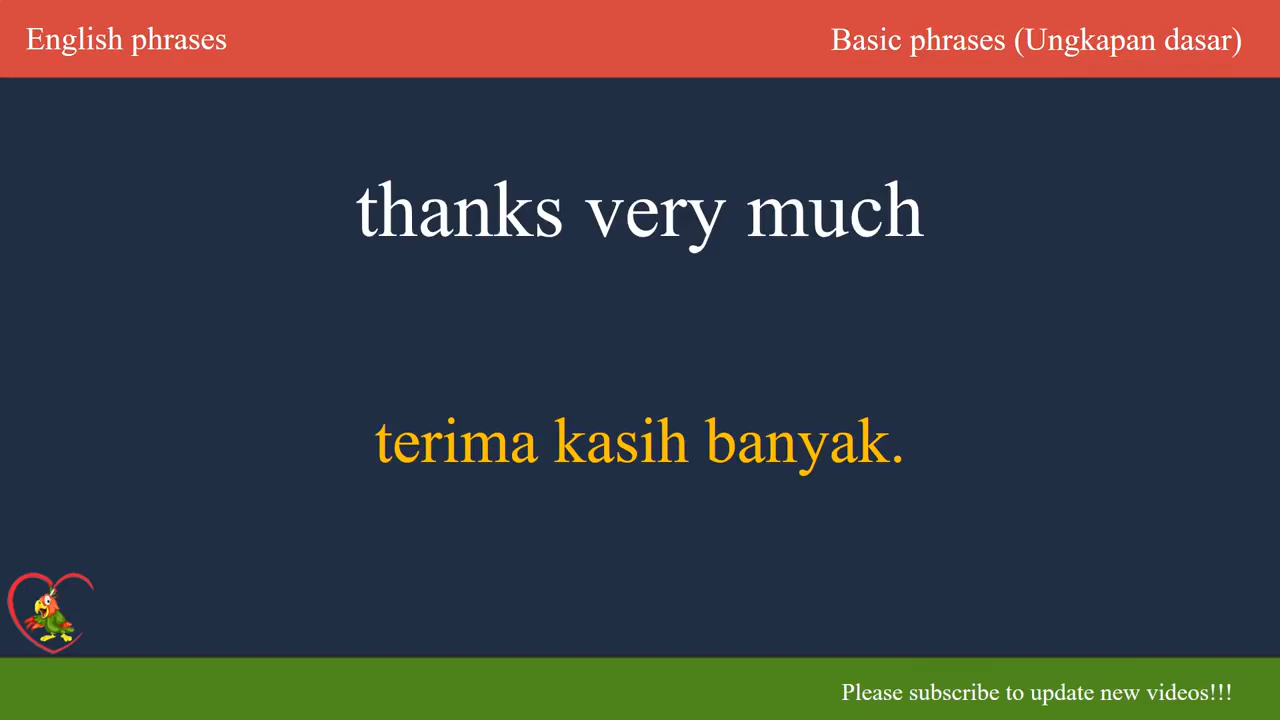 English phrases
Basic phrases (Ungkapan dasar)
thanks very much
terima kasih banyak.
Please subscribe to update new videos!!!